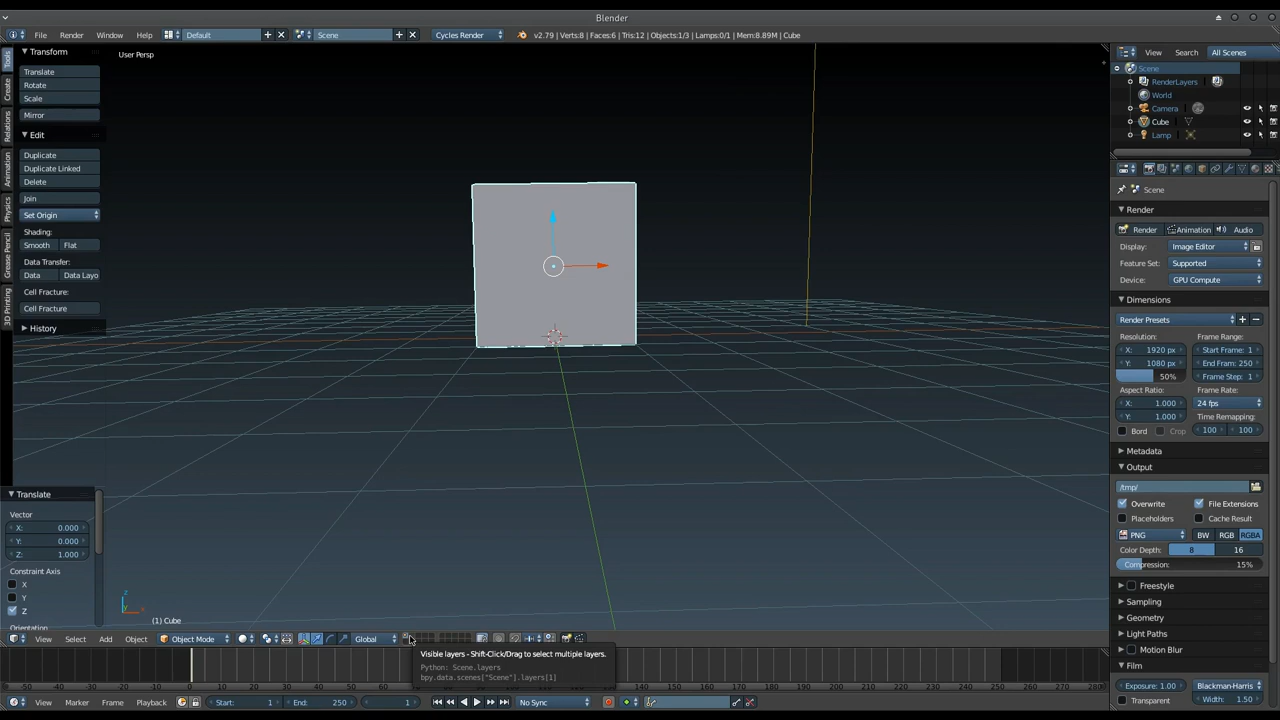 Blender
File Render Window Help Default Scene Cycles Render v2.79 | Verts:8 | Faces:6 | Tris:12 | Objects:1/3 | Lamps:0/1 | Mem:8.89M | Cube
View Search All Scenes
Transform
User Persp
Translate
Rotate
Scale
Mirror
Edit
Duplicate
Duplicate Linked
Delete
Join
Set Origin
Shading:
Smooth Flat
Data Transfer:
Data Data Layo
Cell Fracture:
Cell Fracture
History
Tools
Create
Relations
Animation
Physics
Grease Pencil
3D Printing
Scene
RenderLayers
World
Camera
Cube
Lamp
Scene
Render
Render Animation Audio
Display: Image Editor
Feature Set: Supported
Device: GPU Compute
Dimensions
Render Presets
Resolution: Frame Range:
X: 1920 px Start Frame: 1
Y: 1080 px End Fram: 250
50% Frame Step: 1
Aspect Ratio: Frame Rate:
X: 1.000 24 fps
Y: 1.000 Time Remapping:
Bord Crop 100 100
Metadata
Output
/tmp/
Overwrite File Extensions
Placeholders Cache Result
PNG BW RGB RGBA
Color Depth: 8 16
Compression: 15%
Freestyle
Sampling
Geometry
Light Paths
Motion Blur
Film
Exposure: 1.00 Blackman-Harris
Transparent Width: 1.50
Translate
Vector
X: 0.000
Y: 0.000
Z: 1.000
Constraint Axis
X
Y
Z
Orientation
z
y
x
(1) Cube
View Select Add Object Object Mode Global
Visible layers - Shift-Click/Drag to select multiple layers.
Python: Scene.layers
bpy.data.scenes["Scene"].layers[1]
View Marker Frame Playback Start: 1 End: 250 1 No Sync